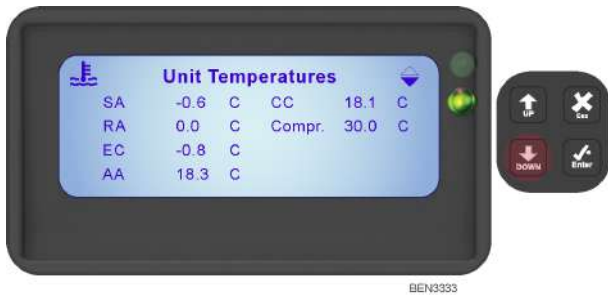 Unit Temperatures
SA -0.6 C CC 18.1 C
RA 0.0 C Compr. 30.0 C
EC -0.8 C
AA 18.3 C
UP Esc
DOWN Enter
BEN3333